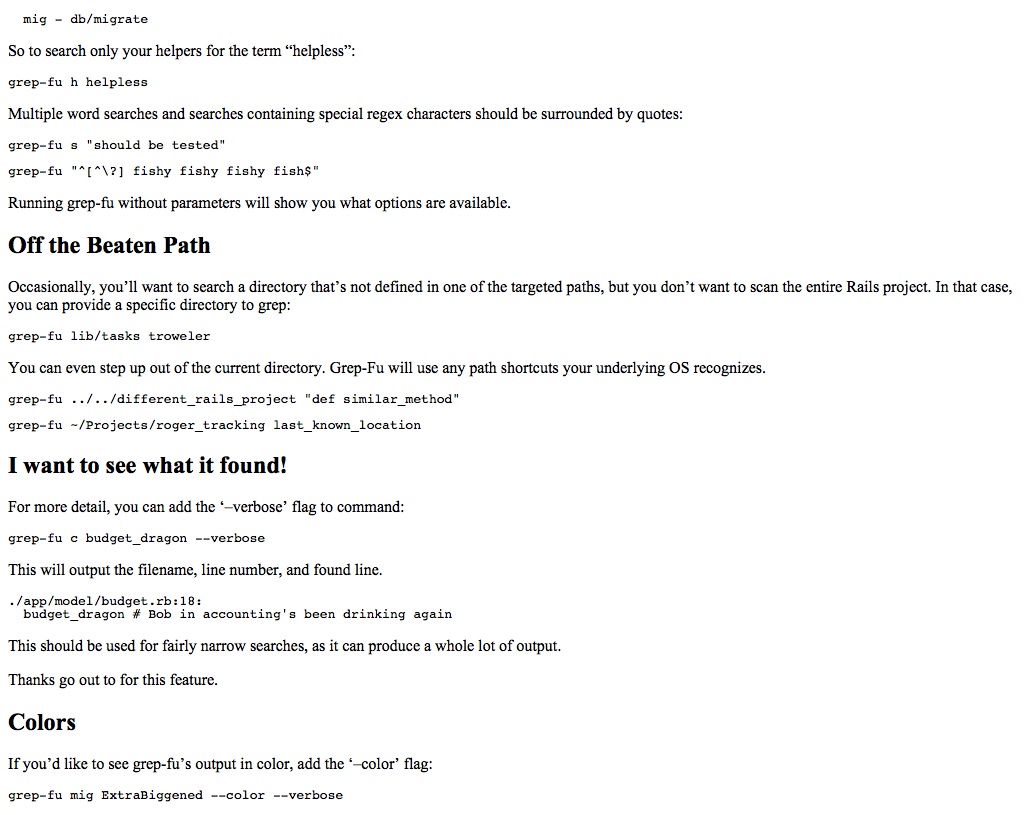 mig - db/migrate
So to search only your helpers for the term “helpless”:
grep-fu h helpless
Multiple word searches and searches containing special regex characters should be surrounded by quotes:
grep-fu s "should be tested"
grep-fu "^[^\?] fishy fishy fishy fish$"
Running grep-fu without parameters will show you what options are available.
Off the Beaten Path
Occasionally, you’ll want to search a directory that’s not defined in one of the targeted paths, but you don’t want to scan the entire Rails project. In that case,
you can provide a specific directory to grep:
grep-fu lib/tasks troweler
You can even step up out of the current directory. Grep-Fu will use any path shortcuts your underlying OS recognizes.
grep-fu ../../different_rails_project "def similar_method"
grep-fu ~/Projects/roger_tracking last_known_location
I want to see what it found!
For more detail, you can add the ‘–verbose’ flag to command:
grep-fu c budget_dragon --verbose
This will output the filename, line number, and found line.
./app/model/budget.rb:18:
budget_dragon # Bob in accounting's been drinking again
This should be used for fairly narrow searches, as it can produce a whole lot of output.
Thanks go out to for this feature.
Colors
If you’d like to see grep-fu’s output in color, add the ‘–color’ flag:
grep-fu mig ExtraBiggened --color --verbose